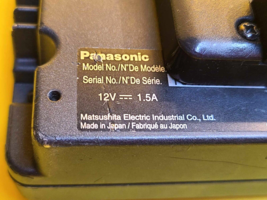 Panasonic
Model No./N°De Modèle
Serial No./N°De Série.
12V ⎓ 1.5A
Matsushita Electric Industrial Co., Ltd.
Made in Japan / Fabriqué au Japon